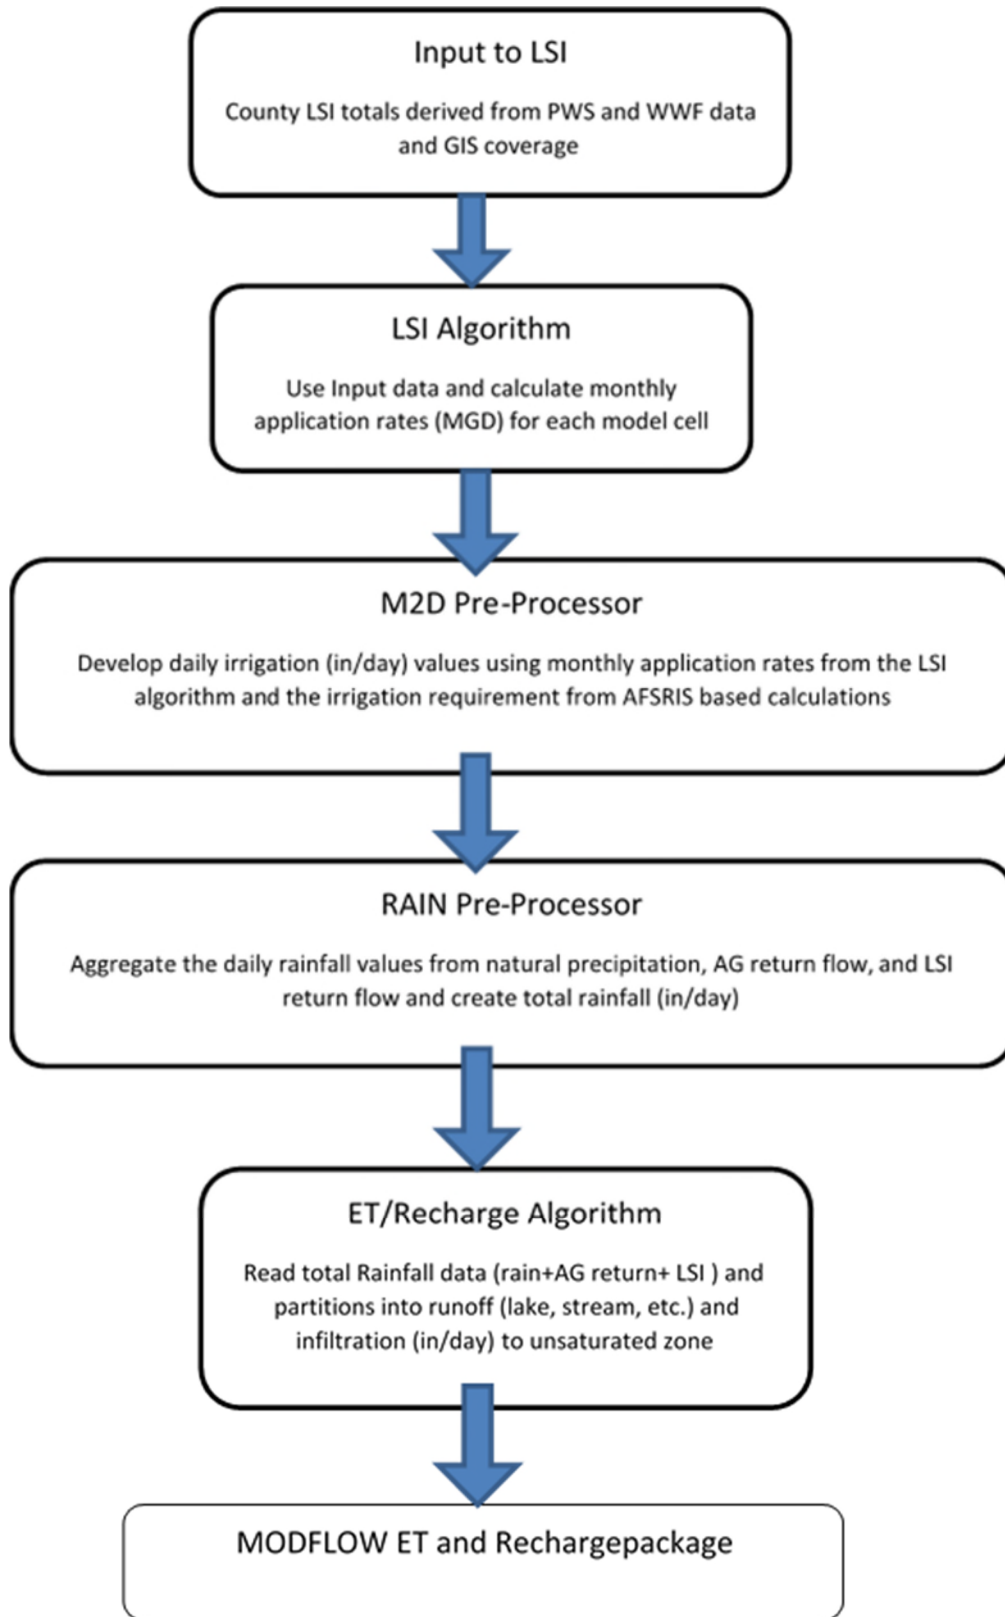 Input to LSI
County LSI totals derived from PWS and WWF data
and GIS coverage
LSI Algorithm
Use Input data and calculate monthly
application rates (MGD) for each model cell
M2D Pre-Processor
Develop daily irrigation (in/day) values using monthly application rates from the LSI
algorithm and the irrigation requirement from AFSRIS based calculations
RAIN Pre-Processor
Aggregate the daily rainfall values from natural precipitation, AG return flow, and LSI
return flow and create total rainfall (in/day)
ET/Recharge Algorithm
Read total Rainfall data (rain+AG return+ LSI ) and
partitions into runoff (lake, stream, etc.) and
infiltration (in/day) to unsaturated zone
MODFLOW ET and Rechargepackage